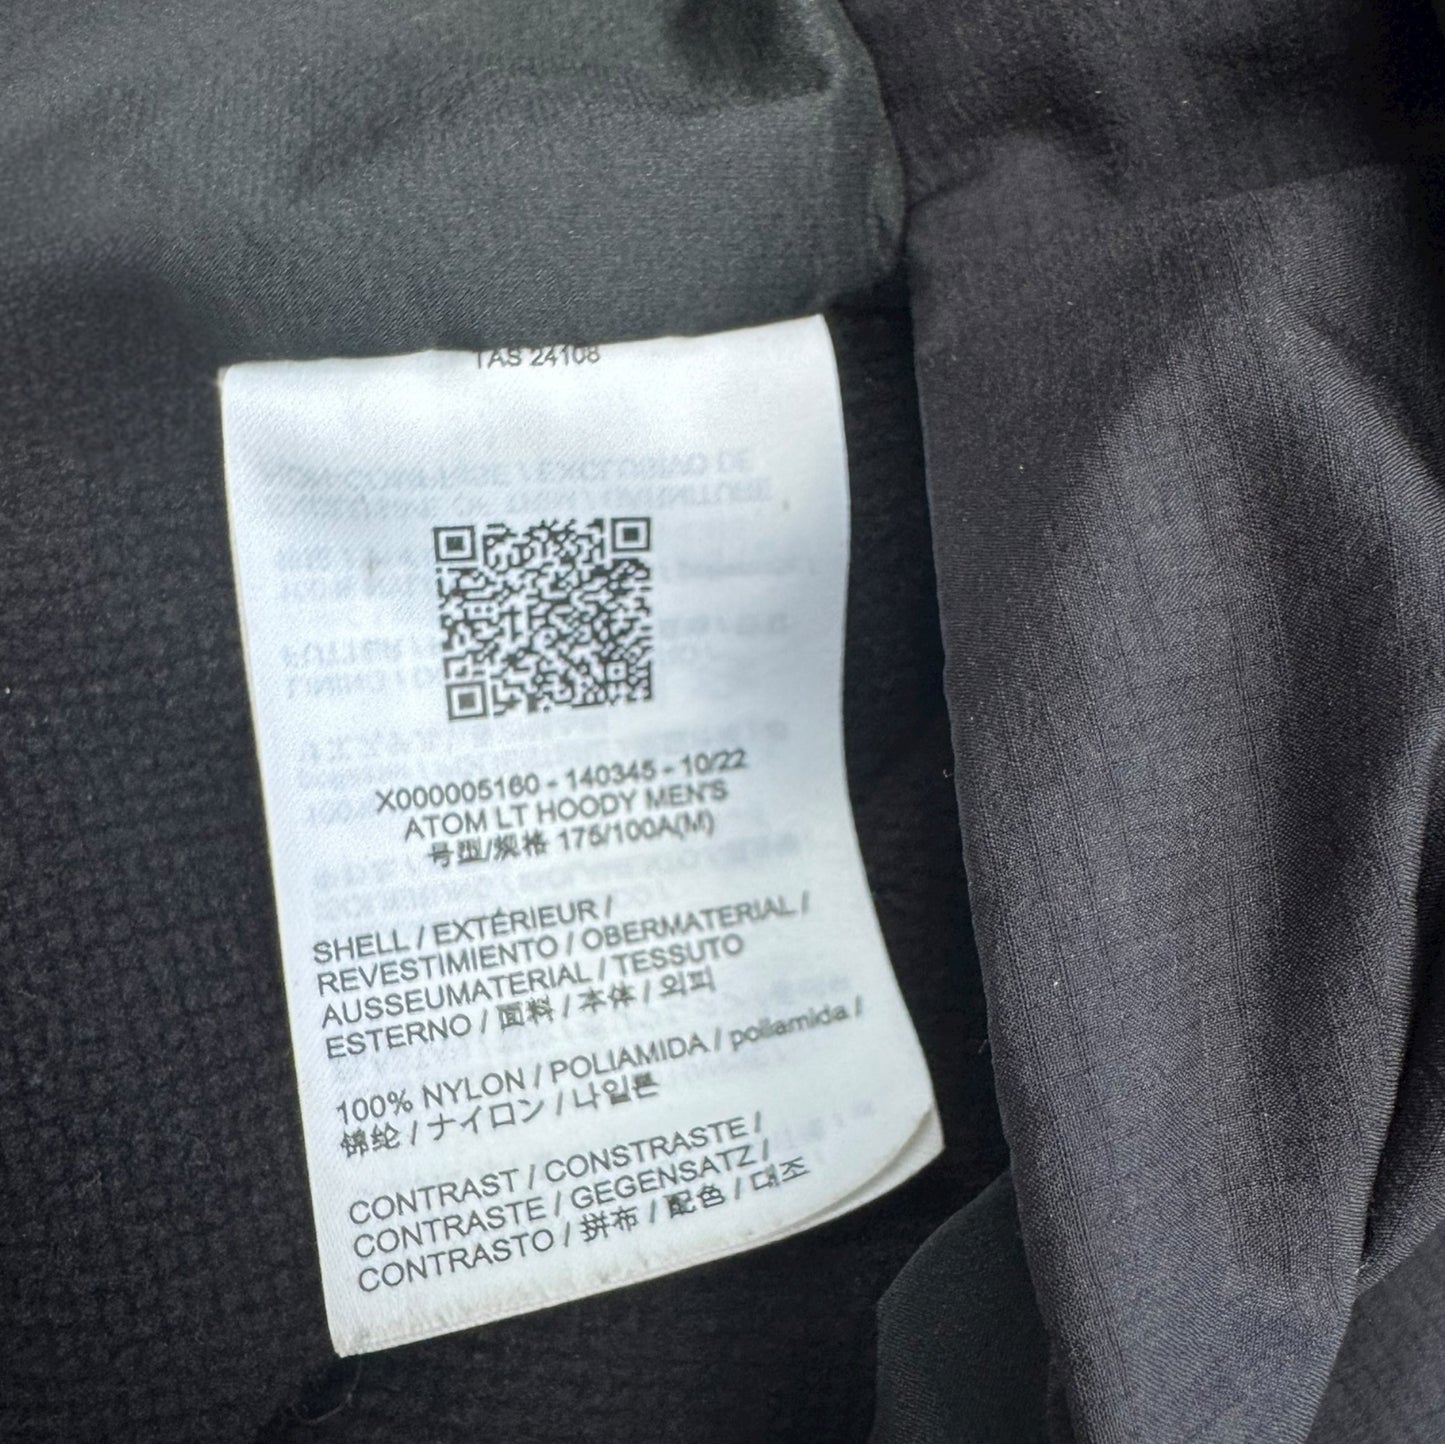 TAS 24108
X000005160 - 140345 - 10/22
ATOM LT HOODY MEN'S
号型/规格 175/100A(M)
SHELL / EXTÉRIEUR /
REVESTIMIENTO / OBERMATERIAL /
AUSSEUMATERIAL / TESSUTO
ESTERNO / 面料 / 本体 / 외피
100% NYLON / POLIAMIDA / poliamida /
锦纶 / ナイロン / 나일론
CONTRAST / CONSTRASTE /
CONTRASTE / GEGENSATZ /
CONTRASTO / 拼布 / 配色 / 대조